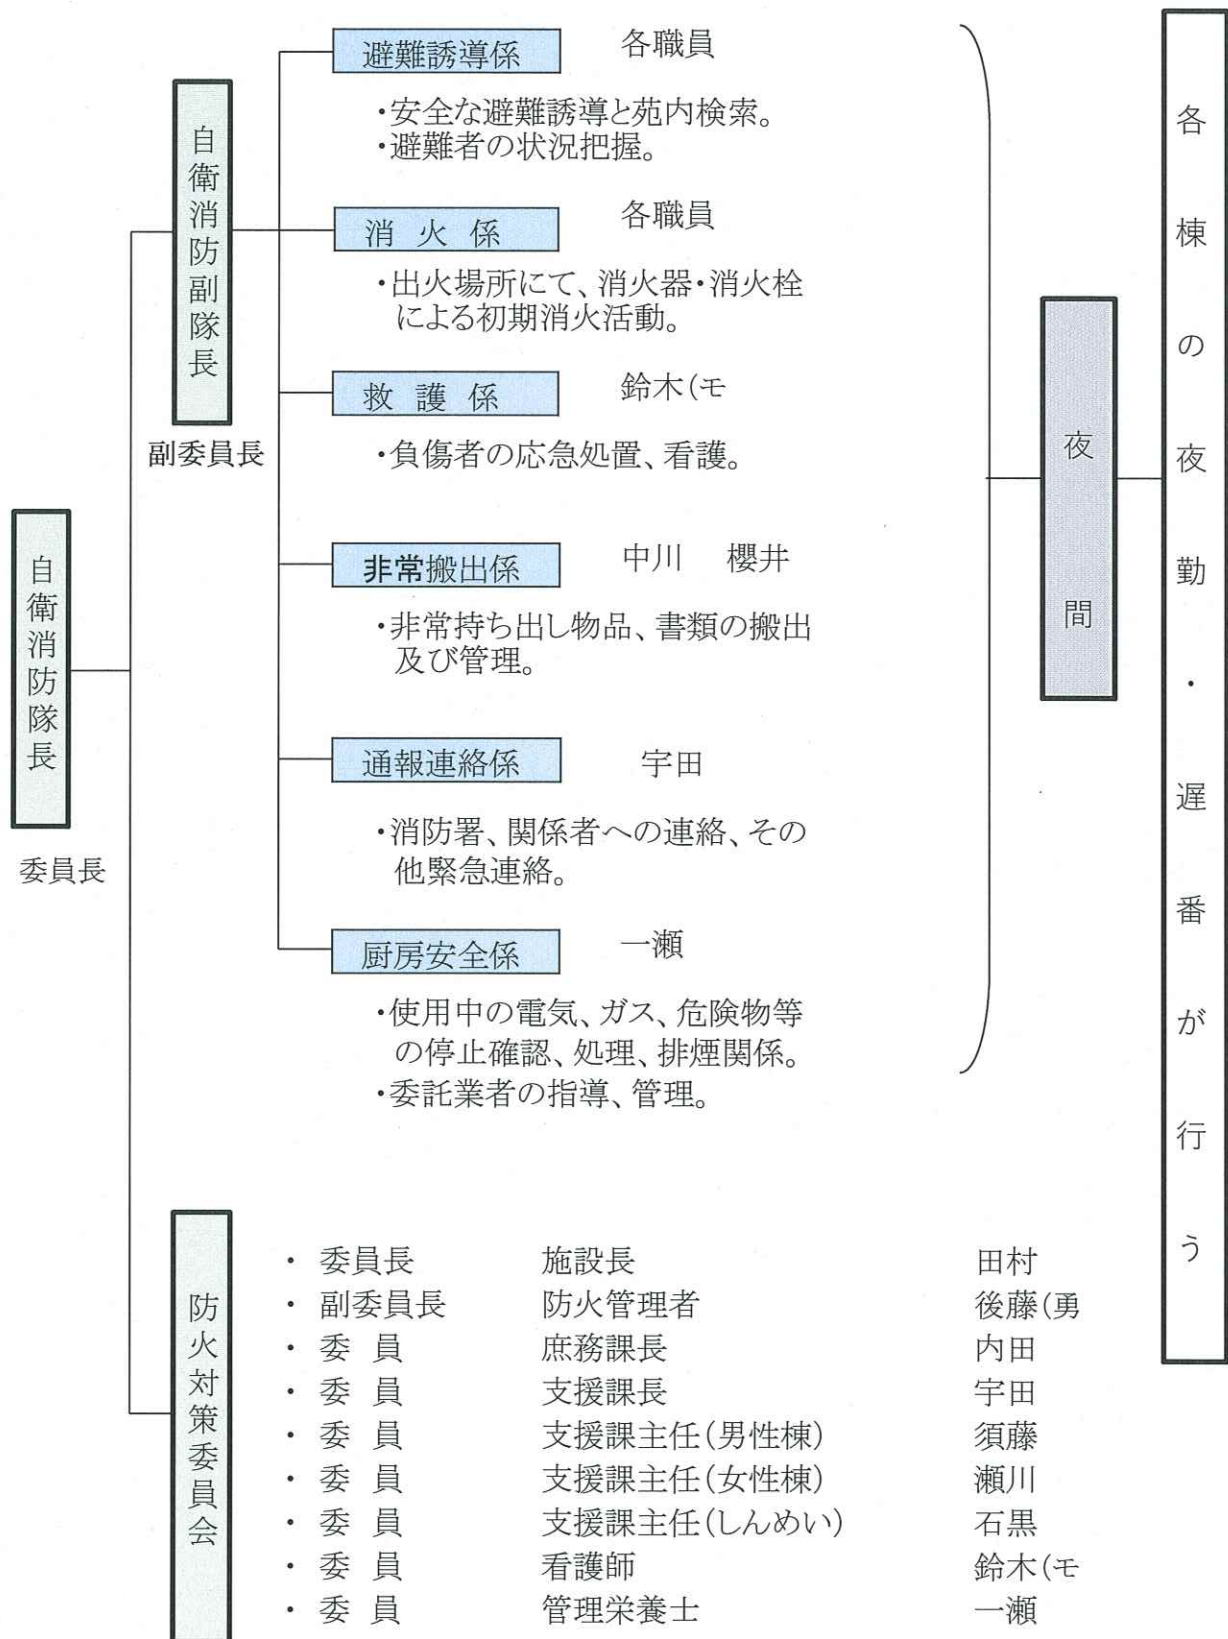 自衛消防隊長
委員長
自衛消防副隊長
副委員長
避難誘導係 各職員
・安全な避難誘導と苑内検索。
・避難者の状況把握。
消 火 係 各職員
・出火場所にて、消火器・消火栓
による初期消火活動。
救 護 係 鈴木(モ
・負傷者の応急処置、看護。
非常搬出係 中川 櫻井
・非常持ち出し物品、書類の搬出
及び管理。
通報連絡係 宇田
・消防署、関係者への連絡、その
他緊急連絡。
厨房安全係 一瀬
・使用中の電気、ガス、危険物等
の停止確認、処理、排煙関係。
・委託業者の指導、管理。
夜間
各棟の夜勤・遅番が行う
防火対策委員会
・ 委員長 施設長 田村
・ 副委員長 防火管理者 後藤(勇
・ 委 員 庶務課長 内田
・ 委 員 支援課長 宇田
・ 委 員 支援課主任(男性棟) 須藤
・ 委 員 支援課主任(女性棟) 瀬川
・ 委 員 支援課主任(しんめい) 石黒
・ 委 員 看護師 鈴木(モ
・ 委 員 管理栄養士 一瀬